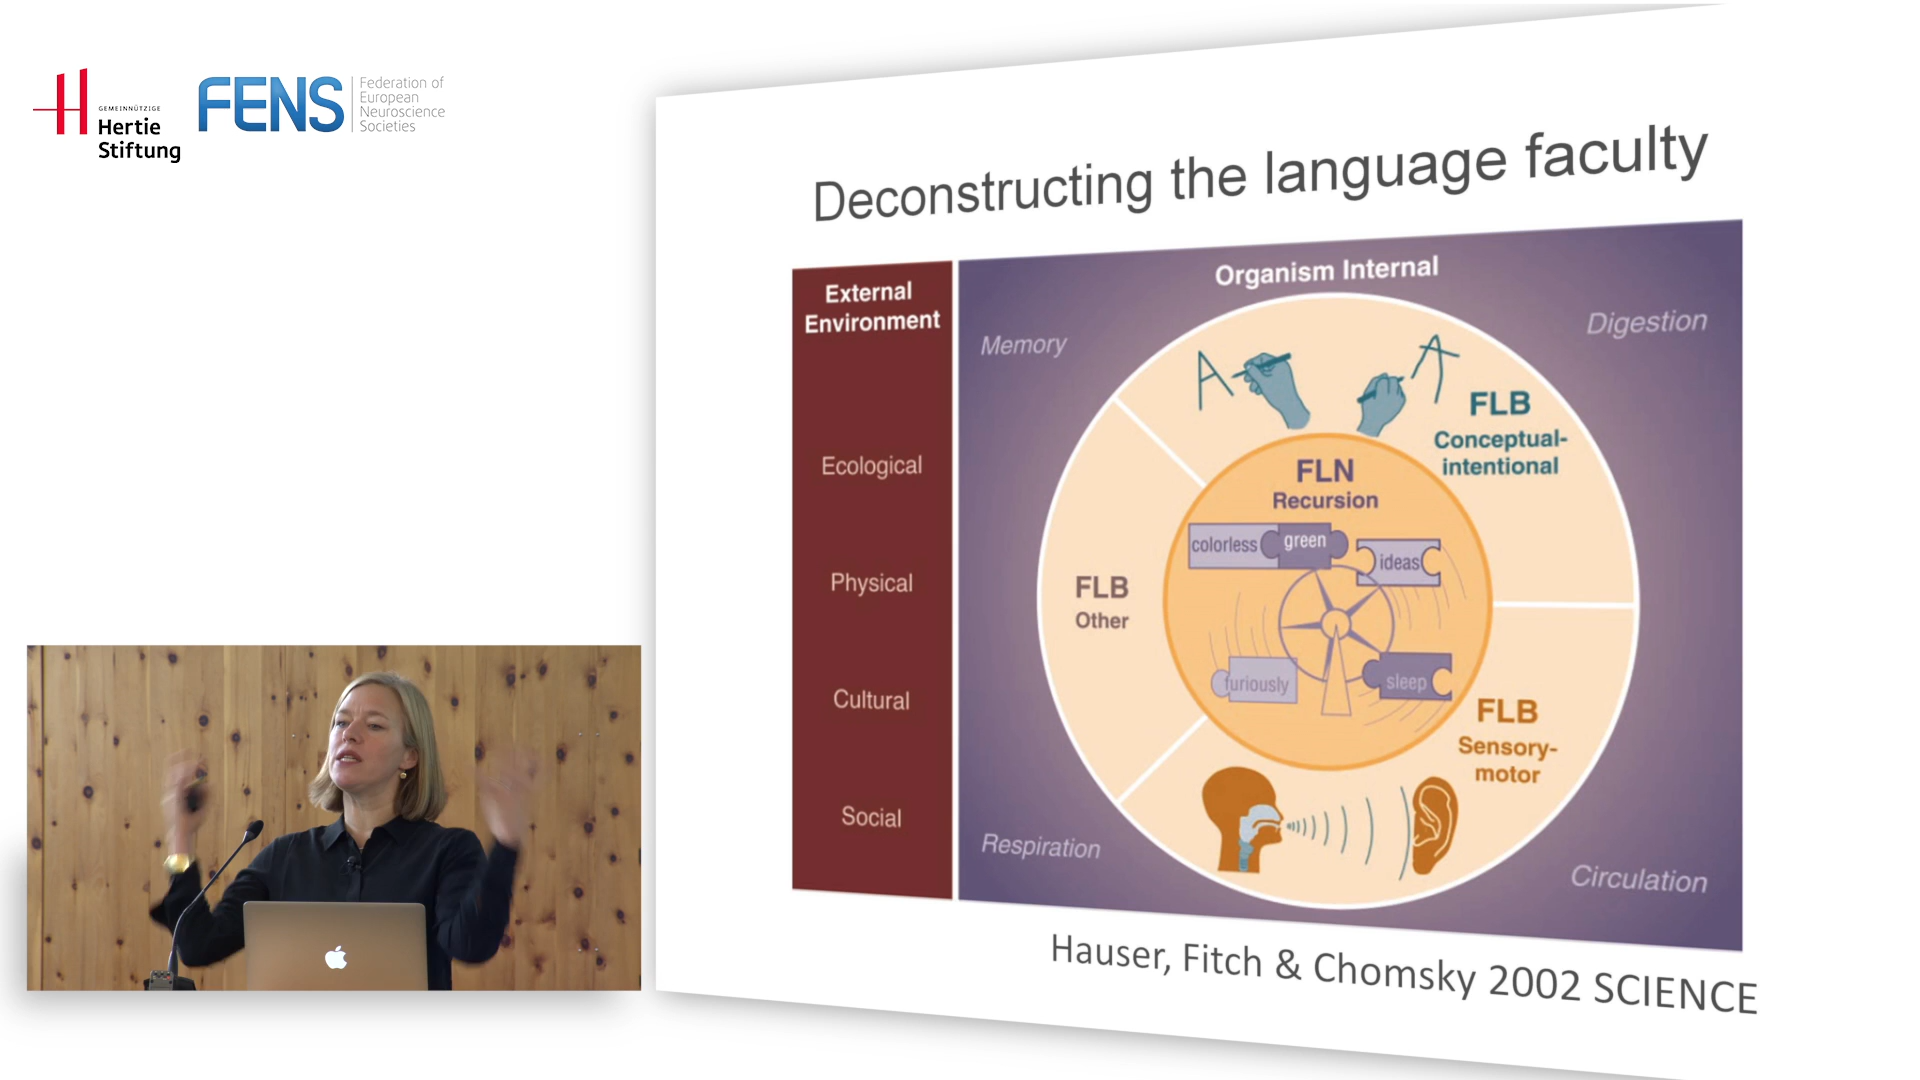 GEMEINNÜTZIGE
Hertie
Stiftung
FENS
Federation of
European
Neuroscience
Societies
Deconstructing the language faculty
External
Environment
Ecological
Physical
Cultural
Social
Organism Internal
Memory
Digestion
Respiration
Circulation
A
A
FLB
Conceptual-
intentional
FLN
Recursion
colorless
green
ideas
furiously
sleep
FLB
Other
FLB
Sensory-
motor
Hauser, Fitch & Chomsky 2002 SCIENCE